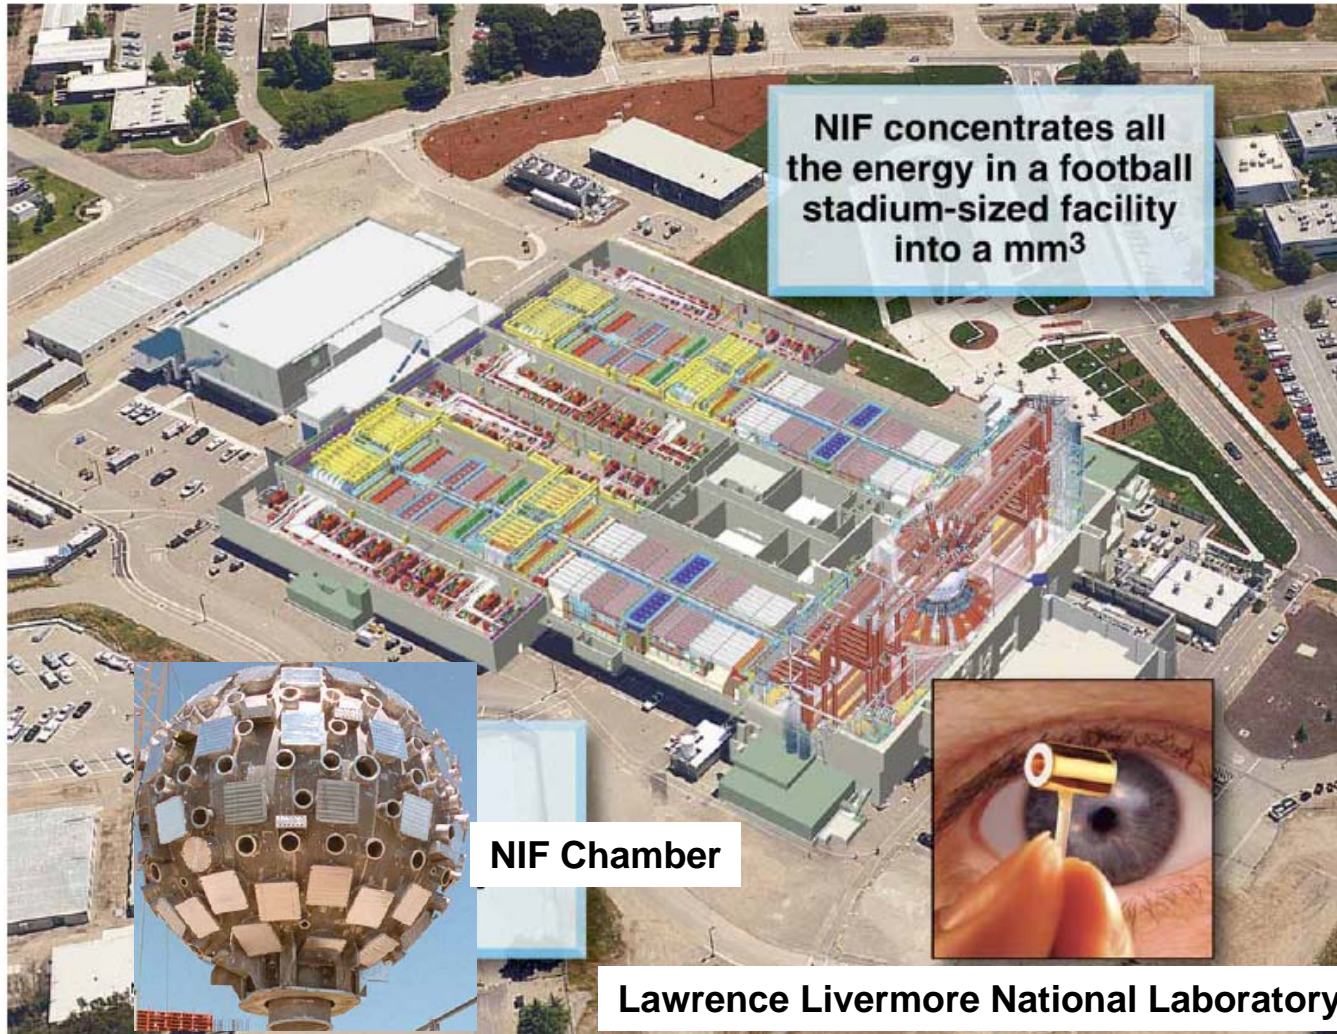 NIF concentrates all
the energy in a football
stadium-sized facility
into a mm³
NIF Chamber
Lawrence Livermore National Laboratory